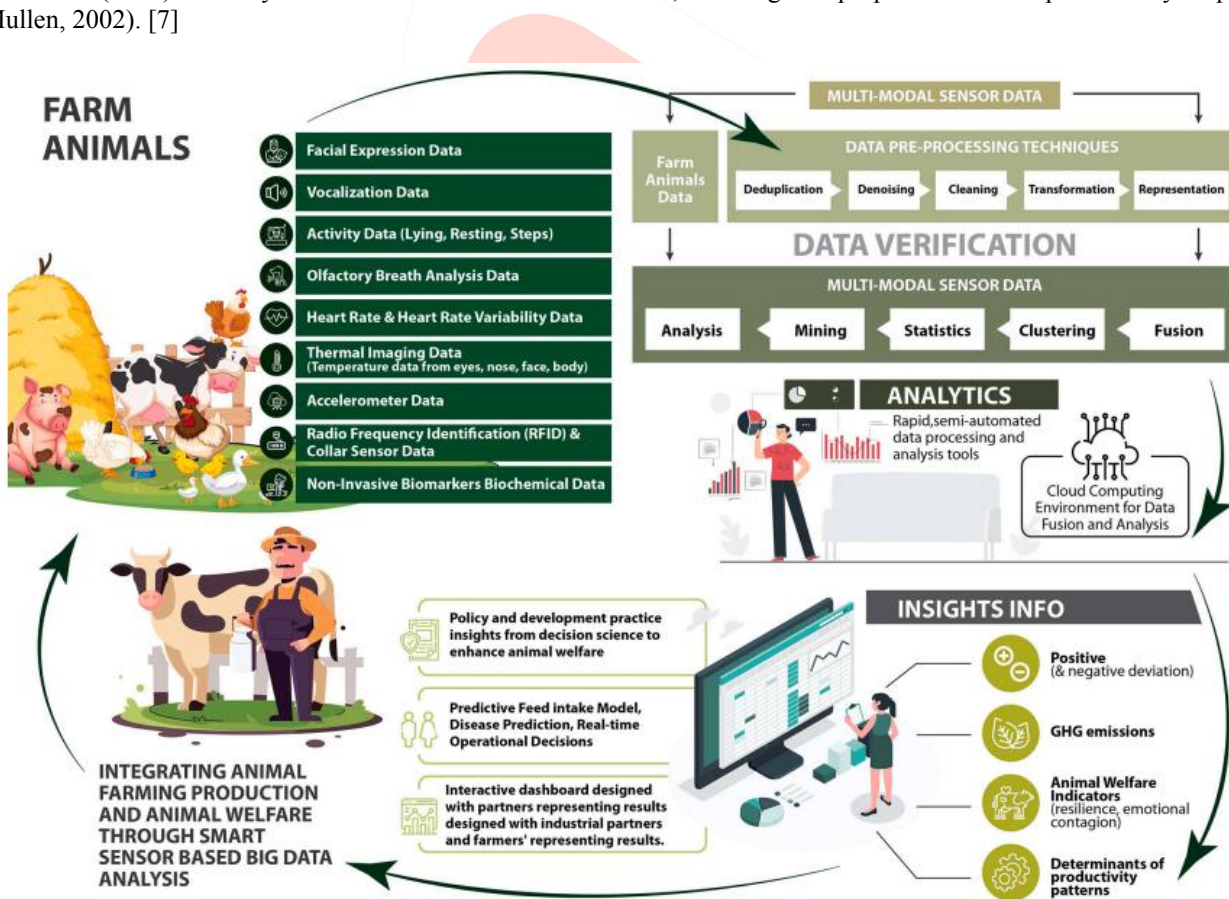 Mullen, 2002). [7]
FARM
ANIMALS
Facial Expression Data
Vocalization Data
Activity Data (Lying, Resting, Steps)
Olfactory Breath Analysis Data
Heart Rate & Heart Rate Variability Data
Thermal Imaging Data
(Temperature data from eyes, nose, face, body)
Accelerometer Data
Radio Frequency Identification (RFID) &
Collar Sensor Data
Non-Invasive Biomarkers Biochemical Data
MULTI-MODAL SENSOR DATA
Farm
Animals
Data
DATA PRE-PROCESSING TECHNIQUES
Deduplication
Denoising
Cleaning
Transformation
Representation
DATA VERIFICATION
MULTI-MODAL SENSOR DATA
Analysis
Mining
Statistics
Clustering
Fusion
ANALYTICS
Rapid,semi-automated
data processing and
analysis tools
Cloud Computing
Environment for Data
Fusion and Analysis
INSIGHTS INFO
Positive
(& negative deviation)
GHG emissions
Animal Welfare
Indicators
(resilience, emotional
contagion)
Determinants of
productivity
patterns
Policy and development practice
insights from decision science to
enhance animal welfare
Predictive Feed intake Model,
Disease Prediction, Real-time
Operational Decisions
Interactive dashboard designed
with partners representing results
designed with industrial partners
and farmers' representing results.
INTEGRATING ANIMAL
FARMING PRODUCTION
AND ANIMAL WELFARE
THROUGH SMART
SENSOR BASED BIG DATA
ANALYSIS